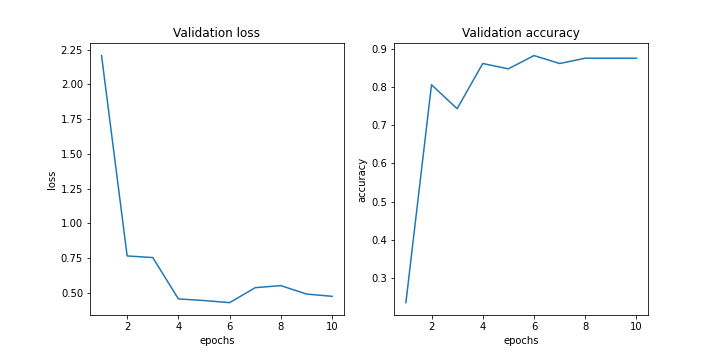 Validation loss
2.25
2.00
1.75
1.50
1.25
1.00
0.75
0.50
loss
2 4 6 8 10
epochs
Validation accuracy
0.9
0.8
0.7
0.6
0.5
0.4
0.3
accuracy
2 4 6 8 10
epochs